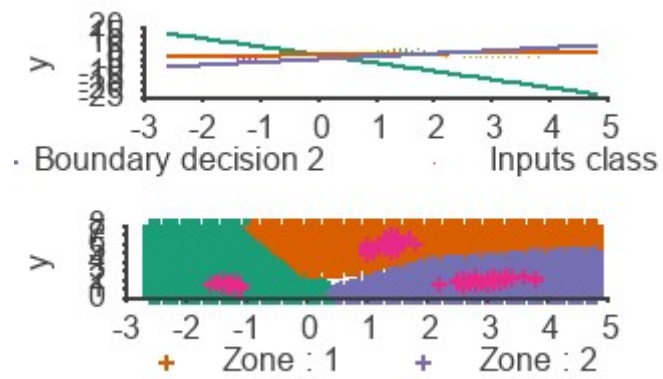 y
-3 -2 -1 0 1 2 3 4 5
Boundary decision 2 Inputs class
y
-3 -2 -1 0 1 2 3 4 5
Zone : 1 Zone : 2